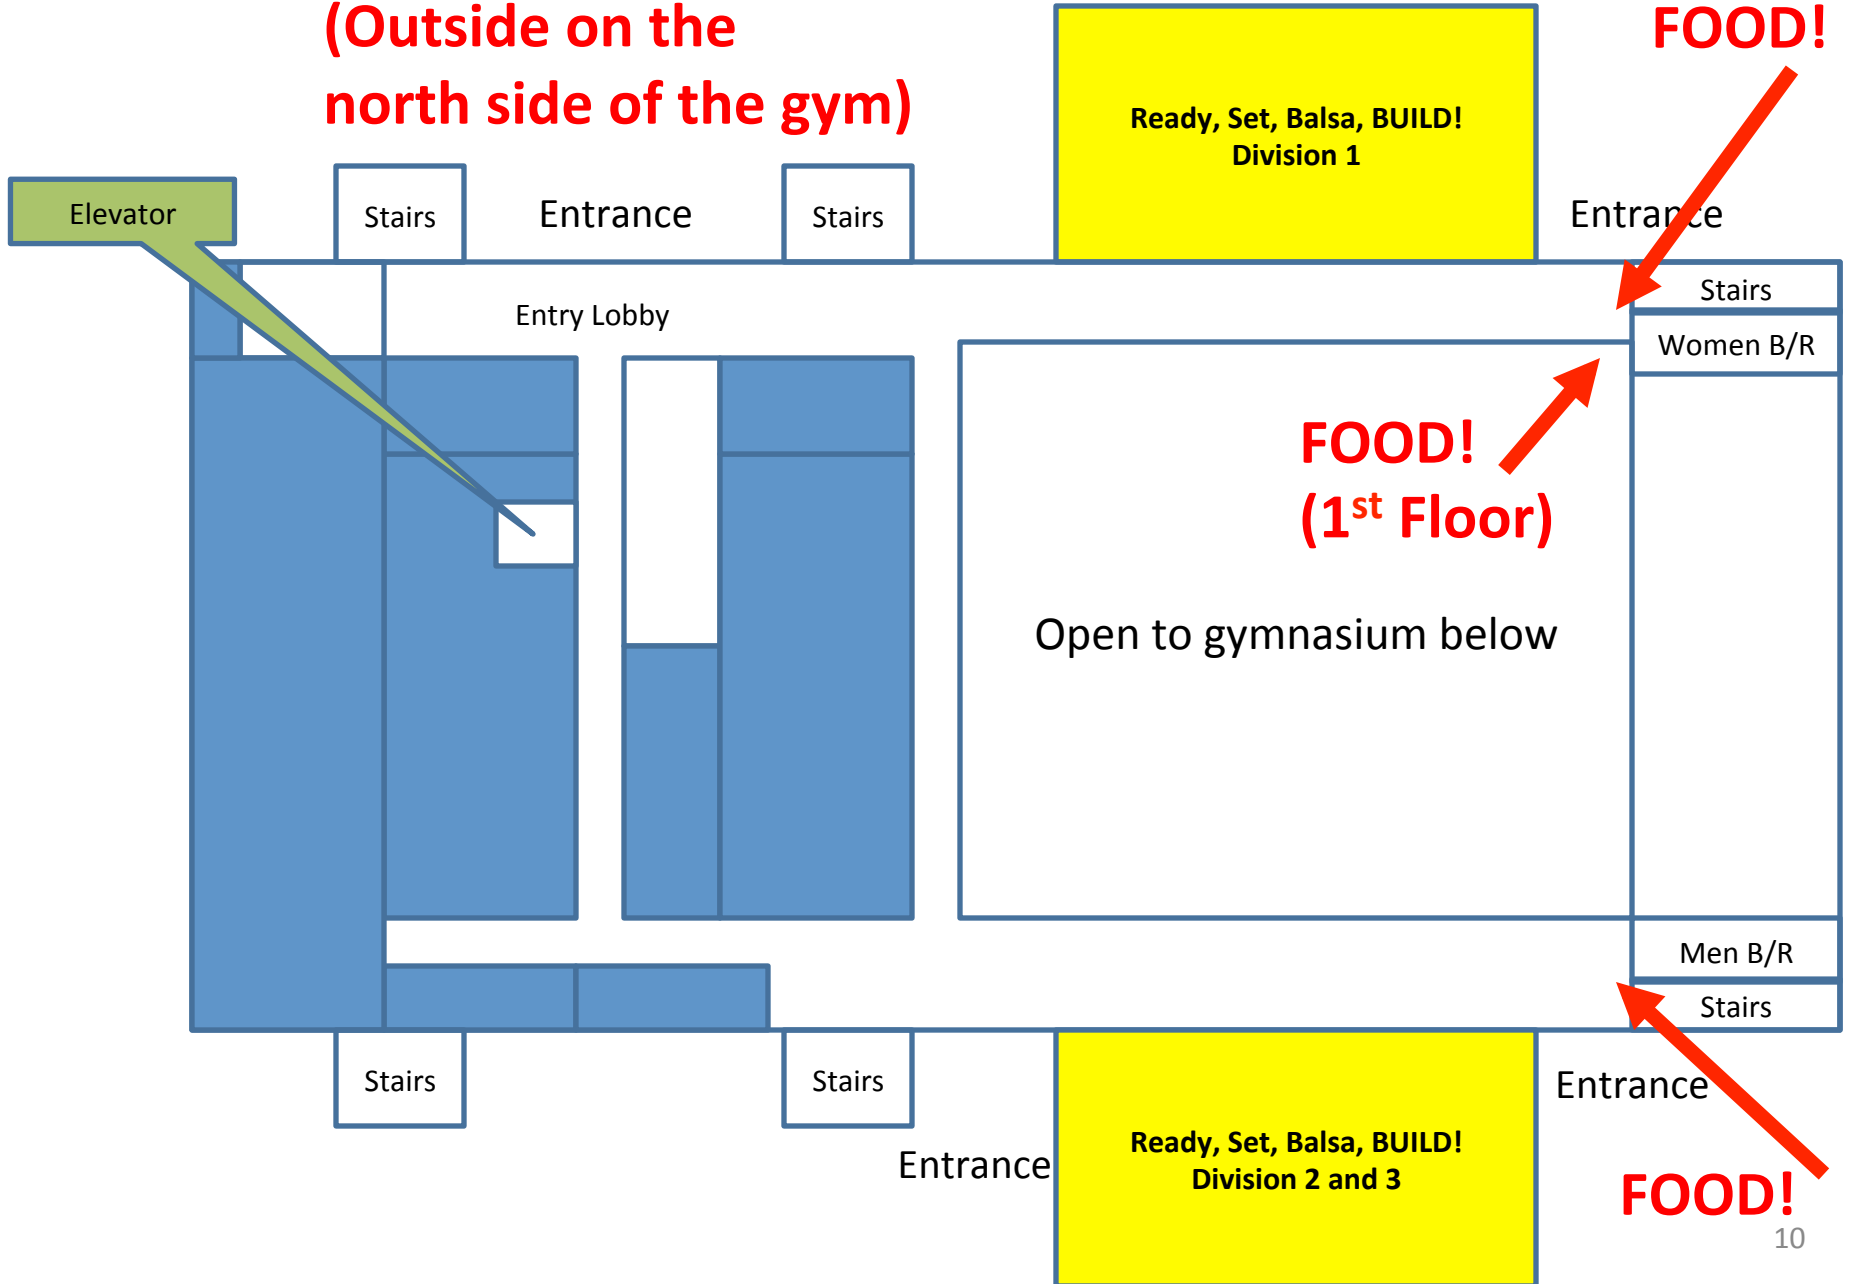 (Outside on the
north side of the gym)
FOOD!
Ready, Set, Balsa, BUILD!
Division 1
Elevator
Stairs
Entrance
Stairs
Entrance
Entry Lobby
Stairs
Women B/R
FOOD!
(1st Floor)
Open to gymnasium below
Men B/R
Stairs
Stairs
Stairs
Entrance
Entrance
Ready, Set, Balsa, BUILD!
Division 2 and 3
FOOD!
10